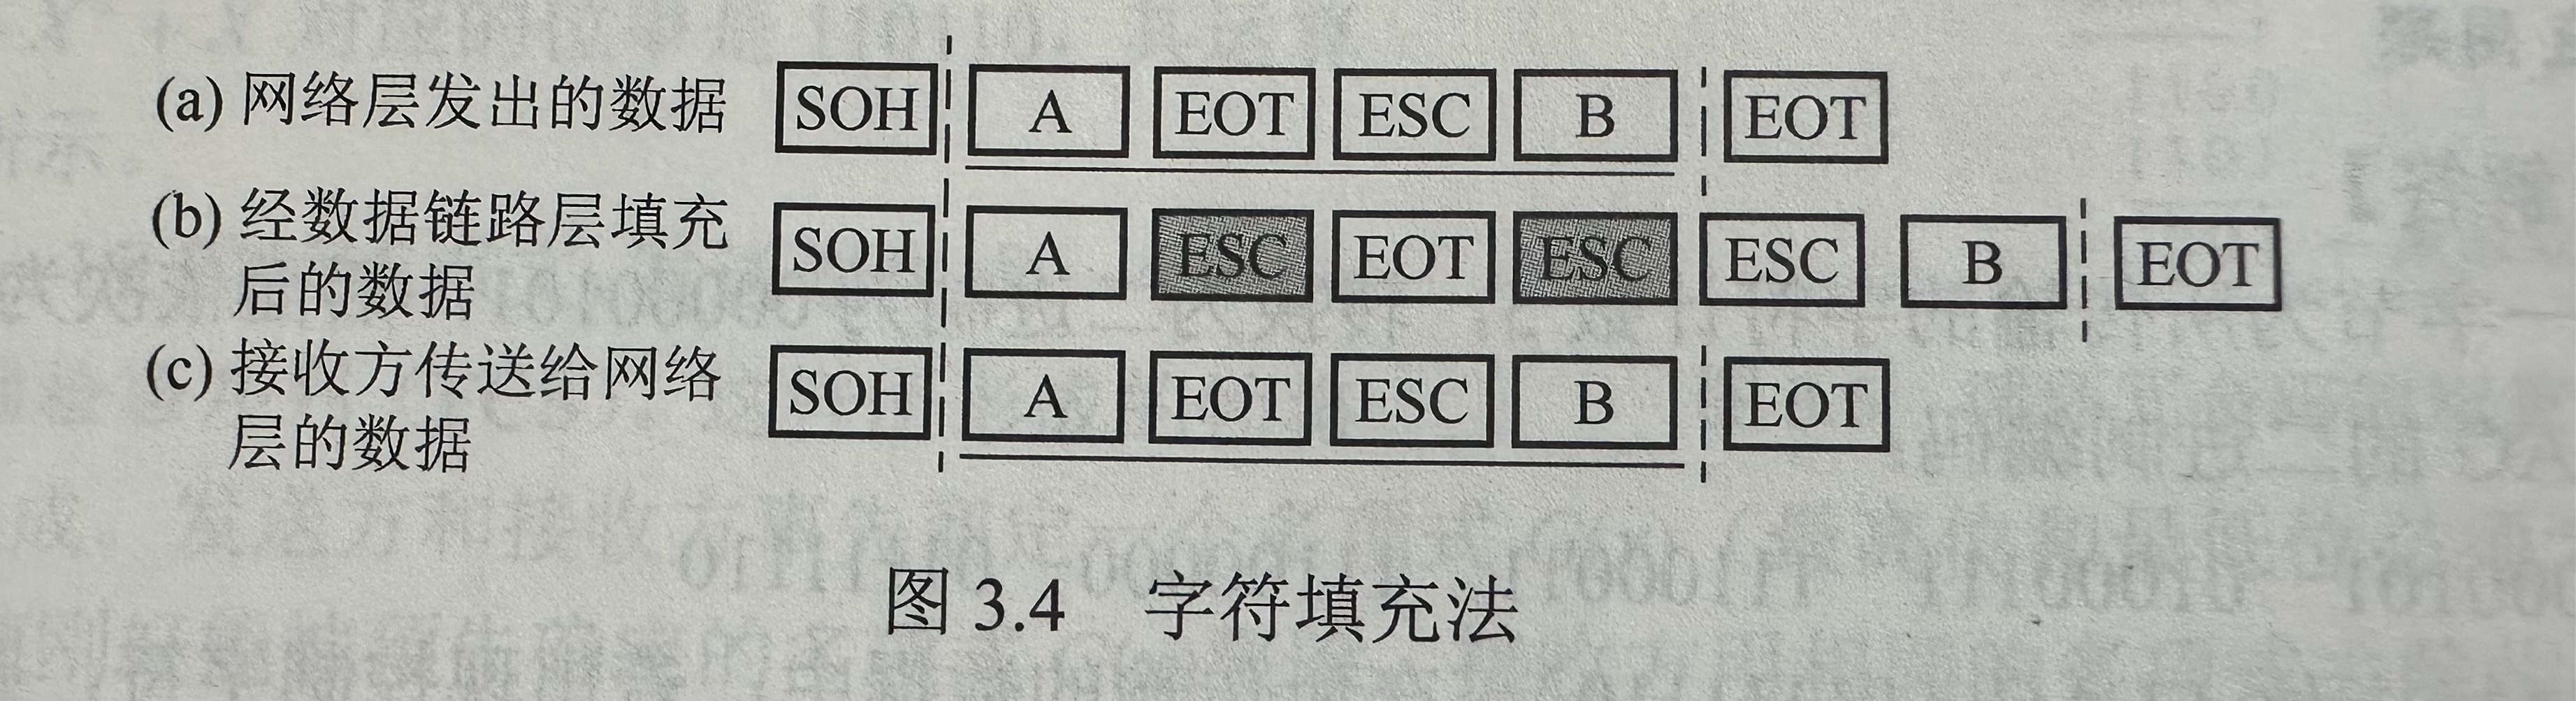 (a) 网络层发出的数据 SOH A EOT ESC B EOT
(b) 经数据链路层填充
后的数据 SOH A ESC EOT ESC ESC B EOT
(c) 接收方传送给网络
层的数据 SOH A EOT ESC B EOT
图 3.4 字符填充法